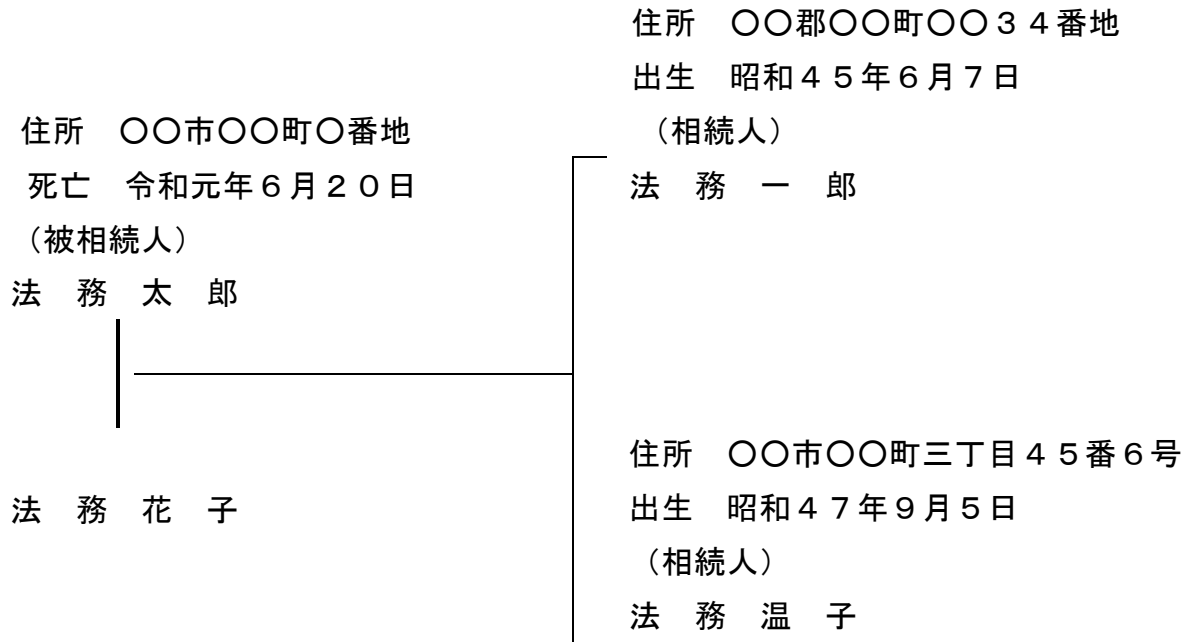 住所　〇〇郡〇〇町〇〇３４番地
出生　昭和４５年６月７日
（相続人）
法　務　一　郎
住所　〇〇市〇〇町〇番地
死亡　令和元年６月２０日
（被相続人）
法　務　太　郎
法　務　花　子
住所　〇〇市〇〇町三丁目４５番６号
出生　昭和４７年９月５日
（相続人）
法　務　温　子